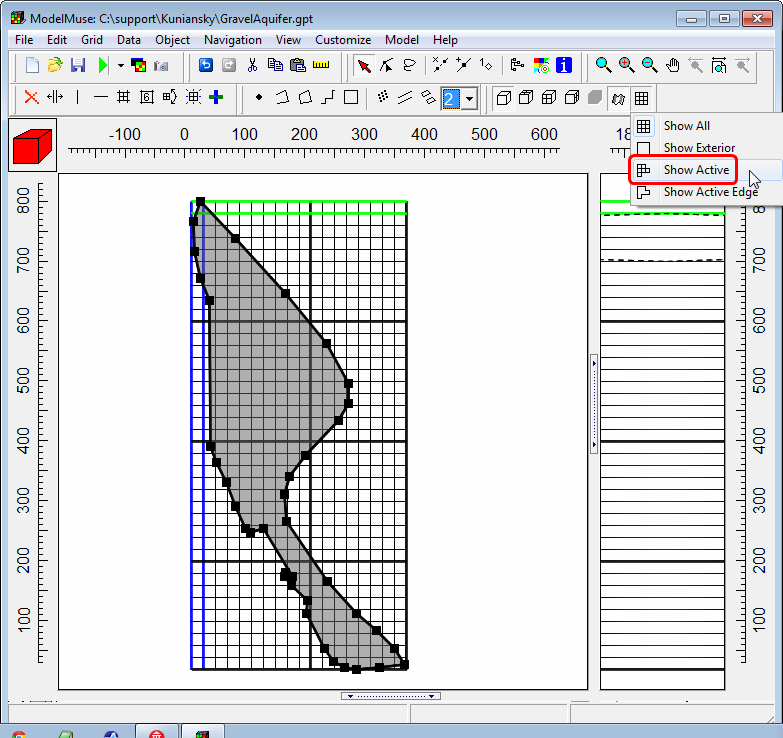 ModelMuse: C:\support\Kuniansky\GravelAquifer.gpt
File Edit Grid Data Object Navigation View Customize Model Help
2
-100 0 100 200 300 400 500 600
Show All
Show Exterior
Show Active
Show Active Edge
800
700
600
500
400
300
200
100
700
600
500
400
300
200
100